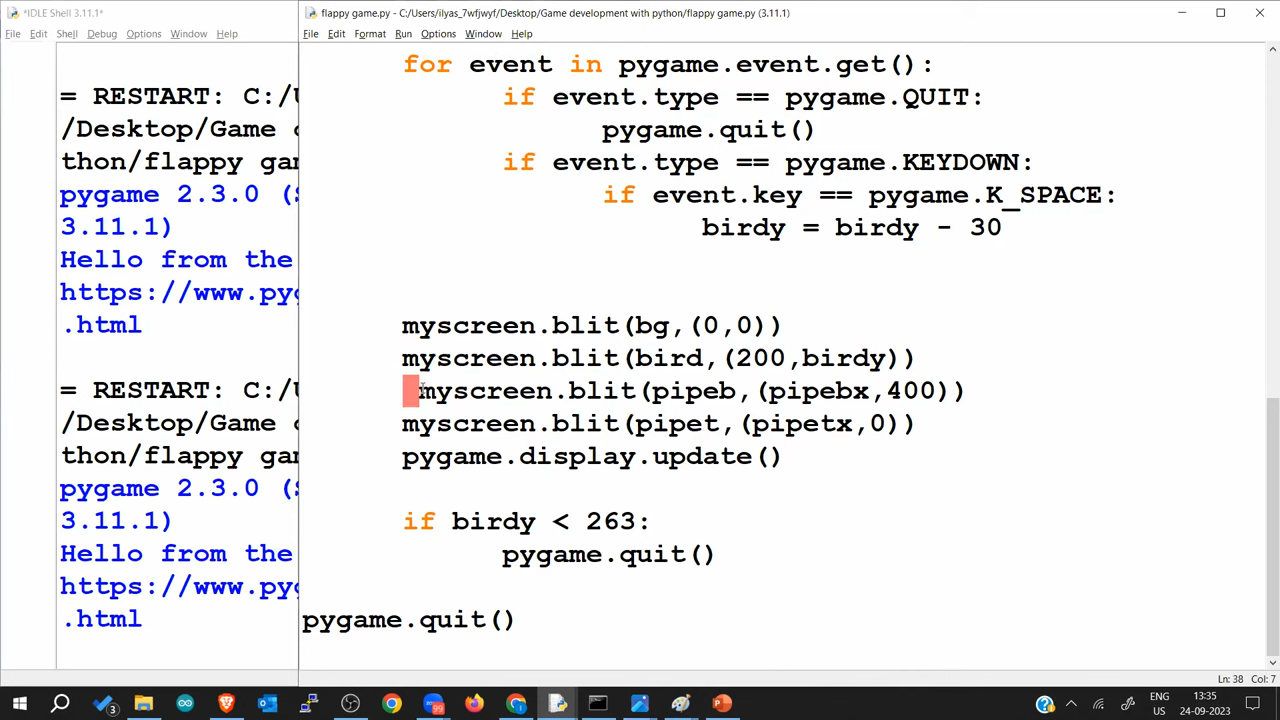 *IDLE Shell 3.11.1*
File Edit Shell Debug Options Window Help
= RESTART: C:/U
/Desktop/Game
thon/flappy ga
pygame 2.3.0 (
3.11.1)
Hello from the
https://www.py
.html
= RESTART: C:/U
/Desktop/Game
thon/flappy ga
pygame 2.3.0 (
3.11.1)
Hello from the
https://www.py
.html
flappy game.py - C:/Users/ilyas_7wfjwyf/Desktop/Game development with python/flappy game.py (3.11.1)
File Edit Format Run Options Window Help
for event in pygame.event.get():
if event.type == pygame.QUIT:
pygame.quit()
if event.type == pygame.KEYDOWN:
if event.key == pygame.K_SPACE:
birdy = birdy - 30
myscreen.blit(bg,(0,0))
myscreen.blit(bird,(200,birdy))
myscreen.blit(pipeb,(pipebx,400))
myscreen.blit(pipet,(pipetx,0))
pygame.display.update()
if birdy < 263:
pygame.quit()
pygame.quit()
Ln: 38 Col: 7
3
99
ENG
US
13:35
24-09-2023